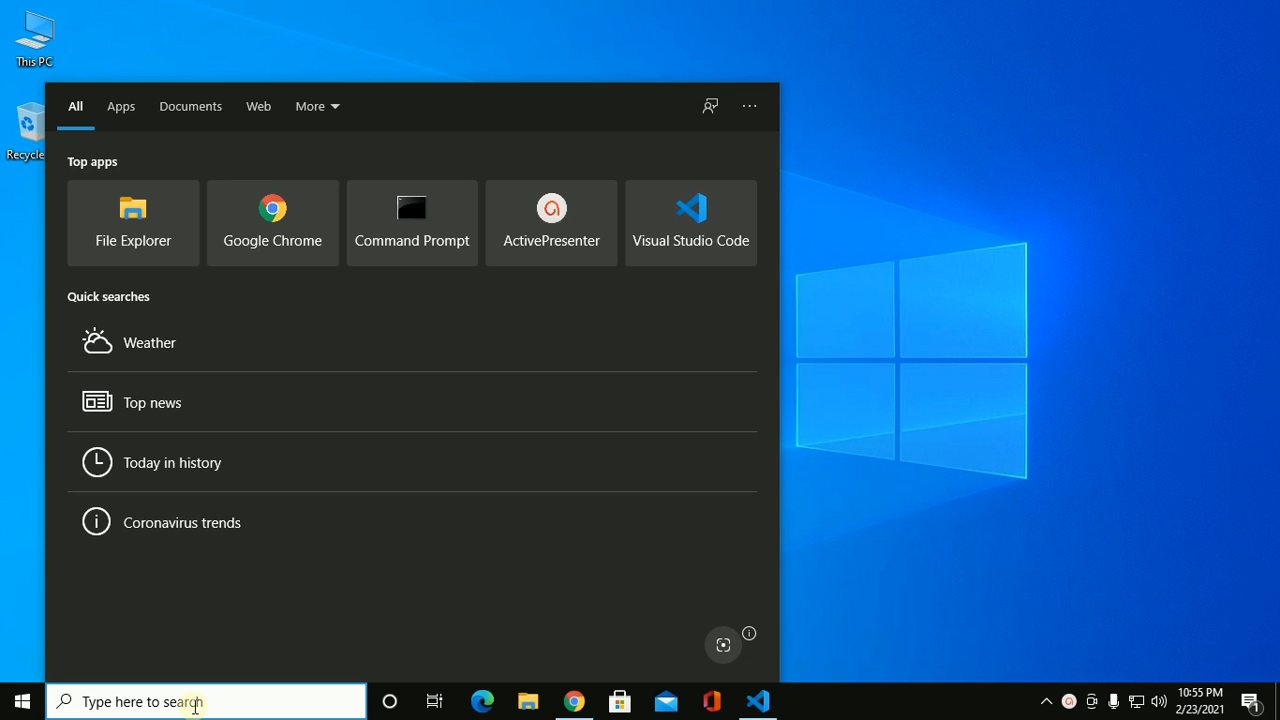 This PC
Recycle
All Apps Documents Web More
Top apps
File Explorer Google Chrome Command Prompt ActivePresenter Visual Studio Code
Quick searches
Weather
Top news
Today in history
Coronavirus trends
Type here to search
10:55 PM
2/23/2021
1